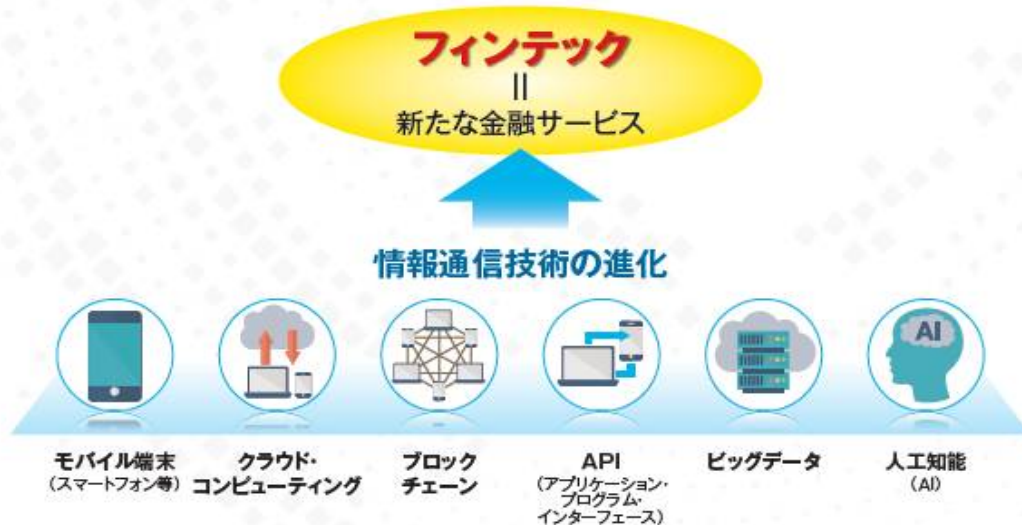 フィンテック
＝
新たな金融サービス
情報通信技術の進化
AI
モバイル端末
（スマートフォン等）
クラウド・
コンピューティング
ブロック
チェーン
API
（アプリケーション・
プログラム・
インターフェース）
ビッグデータ
人工知能
（AI）